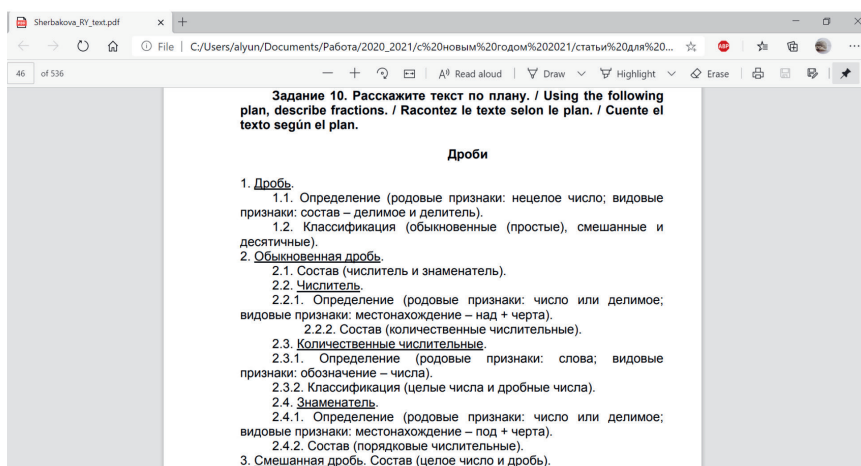 Sherbakova_RY_text.pdf
File | C:/Users/alyun/Documents/Работа/2020_2021/с%20новым%20годом%202021/статьи%20для%20...
ABP
46 of 536
Read aloud
Draw
Highlight
Erase
Задание 10. Расскажите текст по плану. / Using the following
plan, describe fractions. / Racontez le texte selon le plan. / Cuente el
texto según el plan.
Дроби
1. Дробь.
1.1. Определение (родовые признаки: нецелое число; видовые
признаки: состав – делимое и делитель).
1.2. Классификация (обыкновенные (простые), смешанные и
десятичные).
2. Обыкновенная дробь.
2.1. Состав (числитель и знаменатель).
2.2. Числитель.
2.2.1. Определение (родовые признаки: число или делимое;
видовые признаки: местонахождение – над + черта).
2.2.2. Состав (количественные числительные).
2.3. Количественные числительные.
2.3.1. Определение (родовые признаки: слова; видовые
признаки: обозначение – числа).
2.3.2. Классификация (целые числа и дробные числа).
2.4. Знаменатель.
2.4.1. Определение (родовые признаки: число или делимое;
видовые признаки: местонахождение – под + черта).
2.4.2. Состав (порядковые числительные).
3. Смешанная дробь. Состав (целое число и дробь).